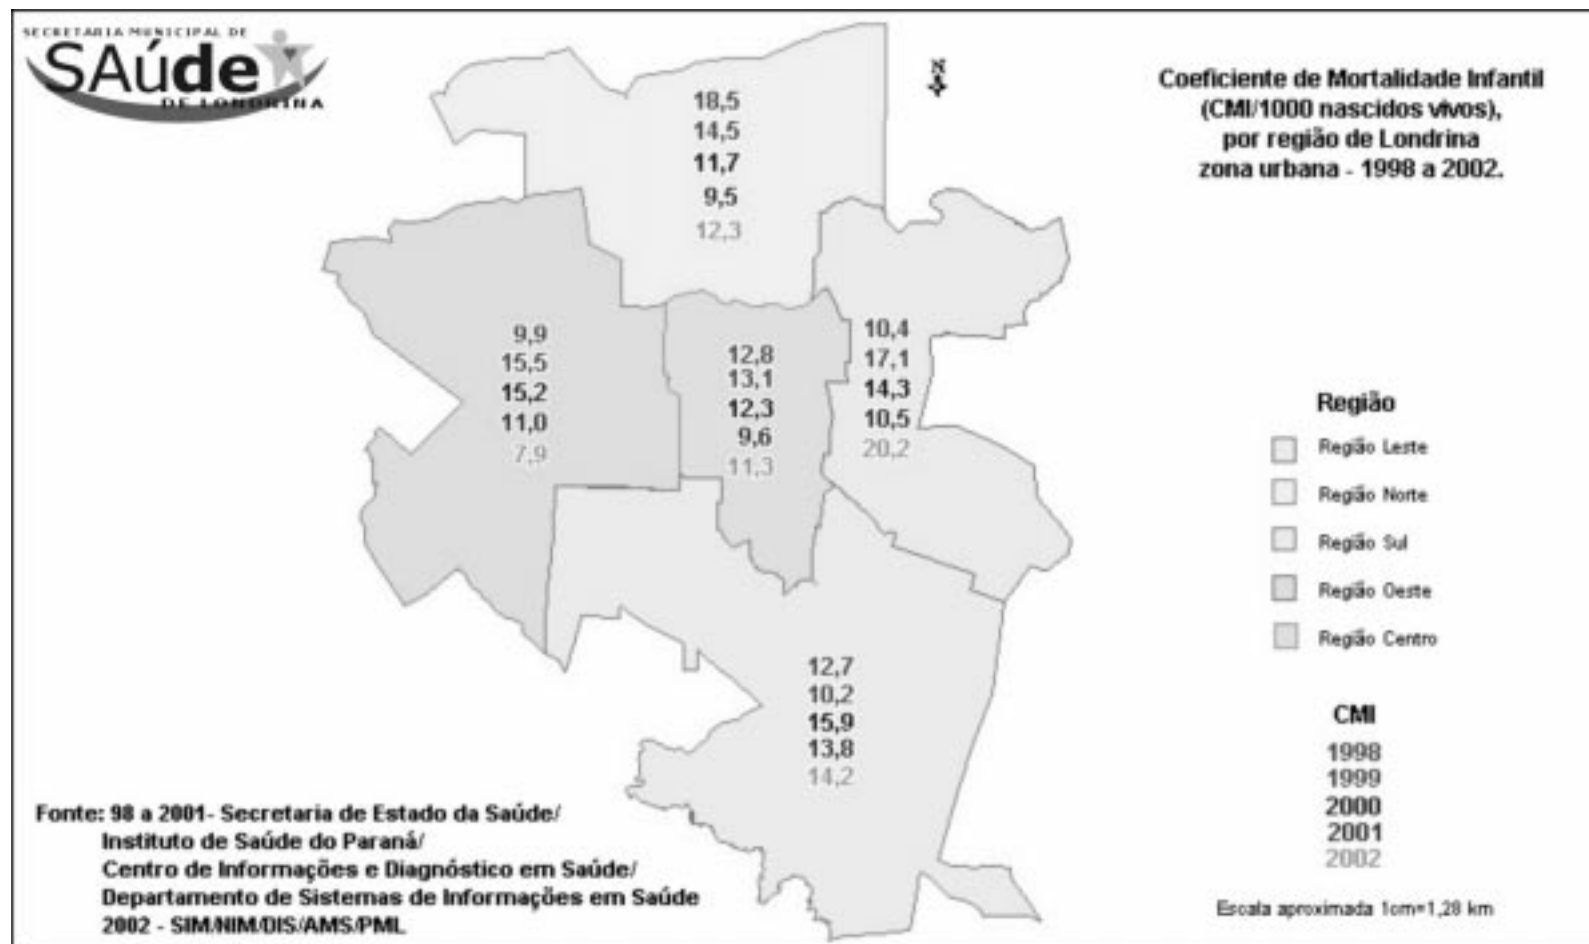 SECRETARIA MUNICIPAL DE
SAúde
DE LONDRINA
N
Coeficiente de Mortalidade Infantil
(CMI/1000 nascidos vivos),
por região de Londrina
zona urbana - 1998 a 2002.
18,5
14,5
11,7
9,5
12,3
9,9
15,5
15,2
11,0
7,9
12,8
13,1
12,3
9,6
11,3
10,4
17,1
14,3
10,5
20,2
12,7
10,2
15,9
13,8
14,2
Região
Região Leste
Região Norte
Região Sul
Região Oeste
Região Centro
CMI
1998
1999
2000
2001
2002
Escala aproximada 1cm=1,28 km
Fonte: 98 a 2001- Secretaria de Estado da Saúde/
Instituto de Saúde do Paraná/
Centro de Informações e Diagnóstico em Saúde/
Departamento de Sistemas de Informações em Saúde
2002 - SIM/NIM/DIS/AMS/PML